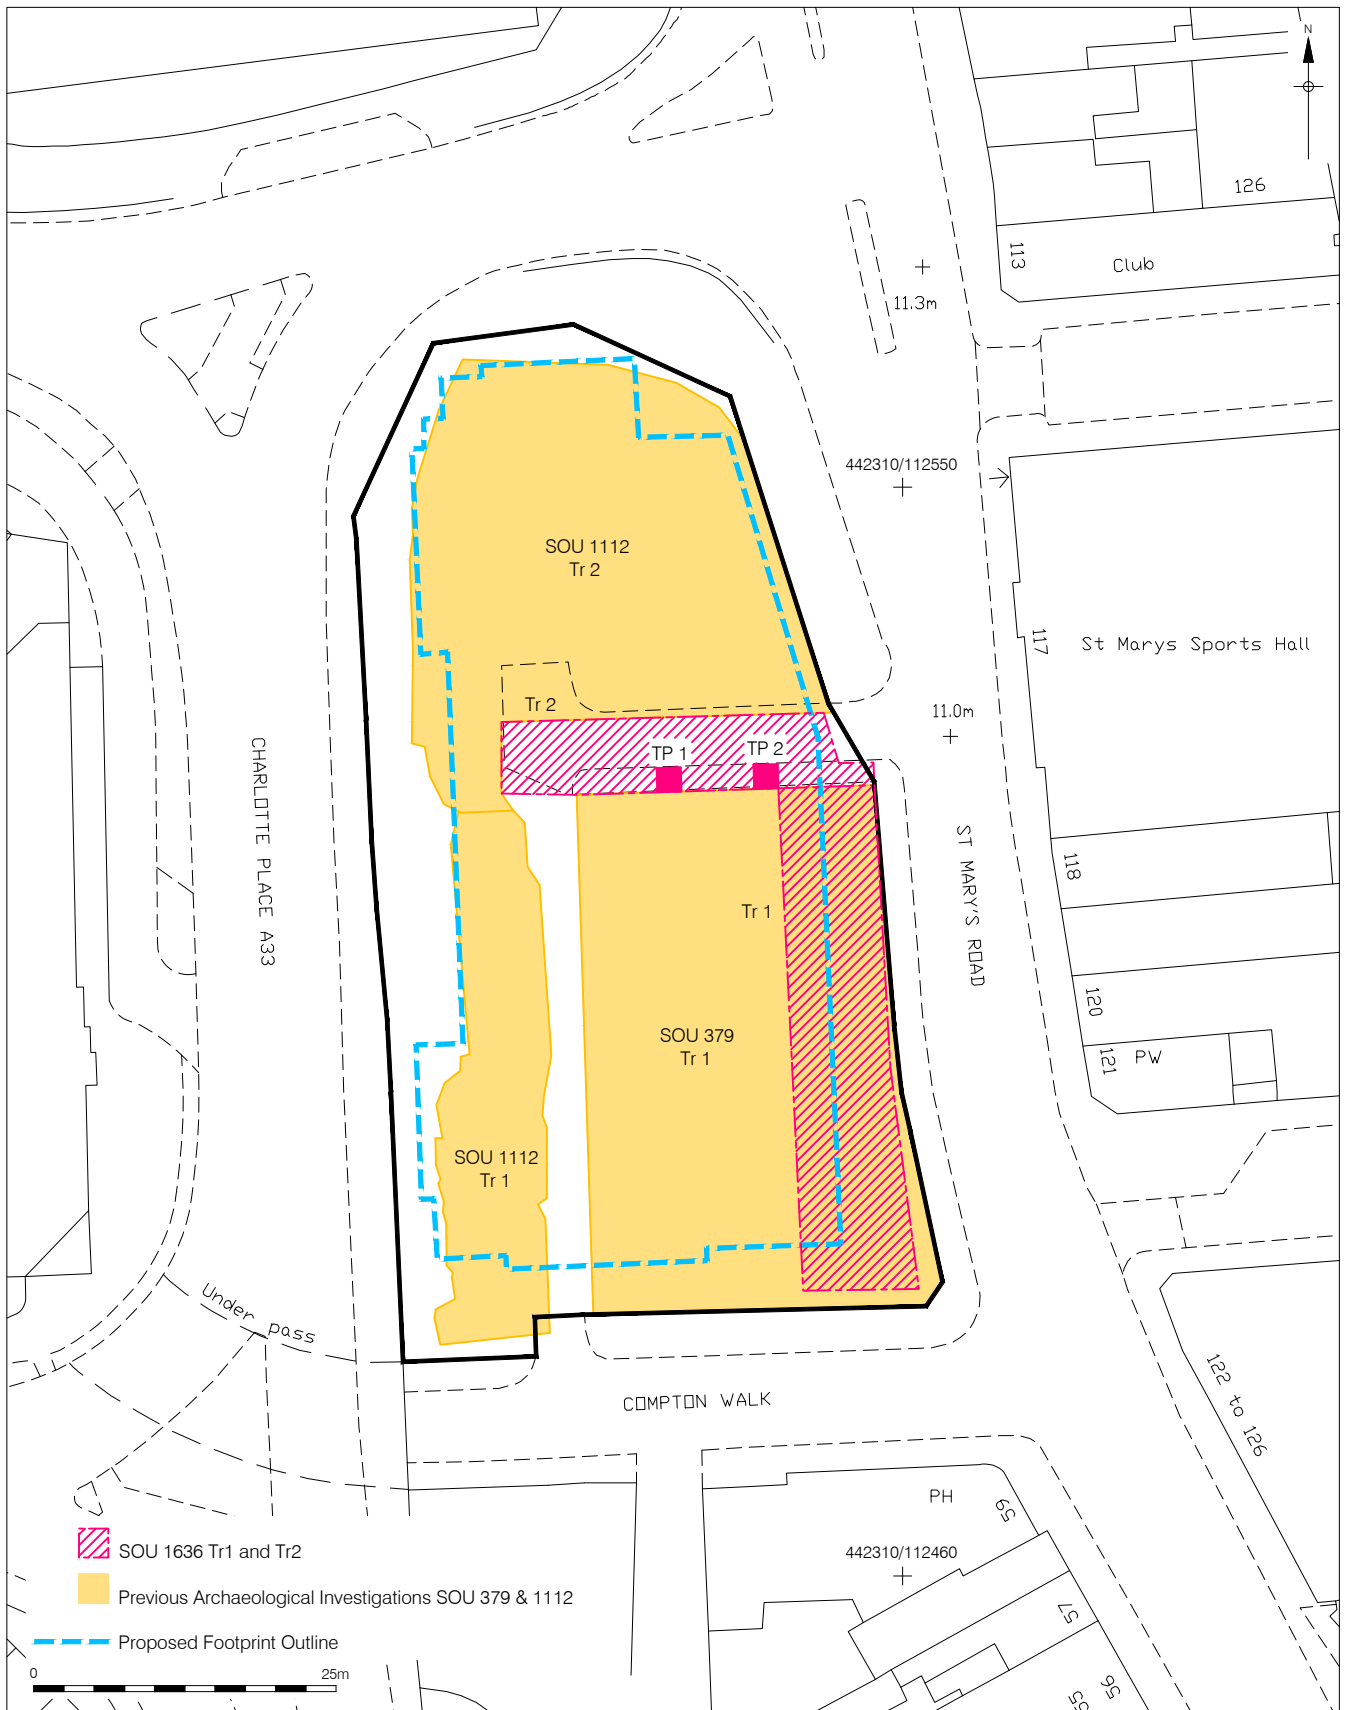 N
126
113
Club
11.3m
442310/112550
SOU 1112
Tr 2
117
St Marys Sports Hall
Tr 2
11.0m
TP 1
TP 2
CHARLOTTE PLACE A33
ST MARY'S ROAD
118
Tr 1
120
SOU 379
Tr 1
121
PW
SOU 1112
Tr 1
Under pass
COMPTON WALK
122 to 126
PH
59
442310/112460
57
56
55
SOU 1636 Tr1 and Tr2
Previous Archaeological Investigations SOU 379 & 1112
Proposed Footprint Outline
0
25m